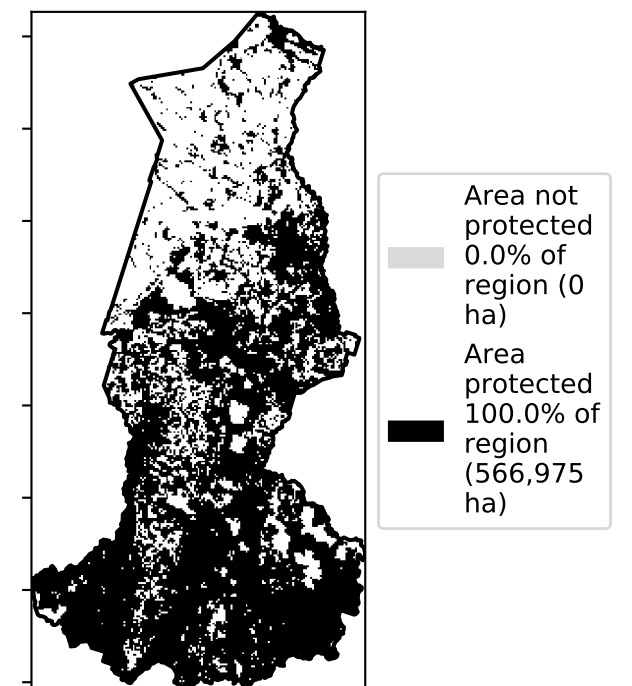 Area not
protected
0.0% of
region (0
ha)
Area
protected
100.0% of
region
(566,975
ha)